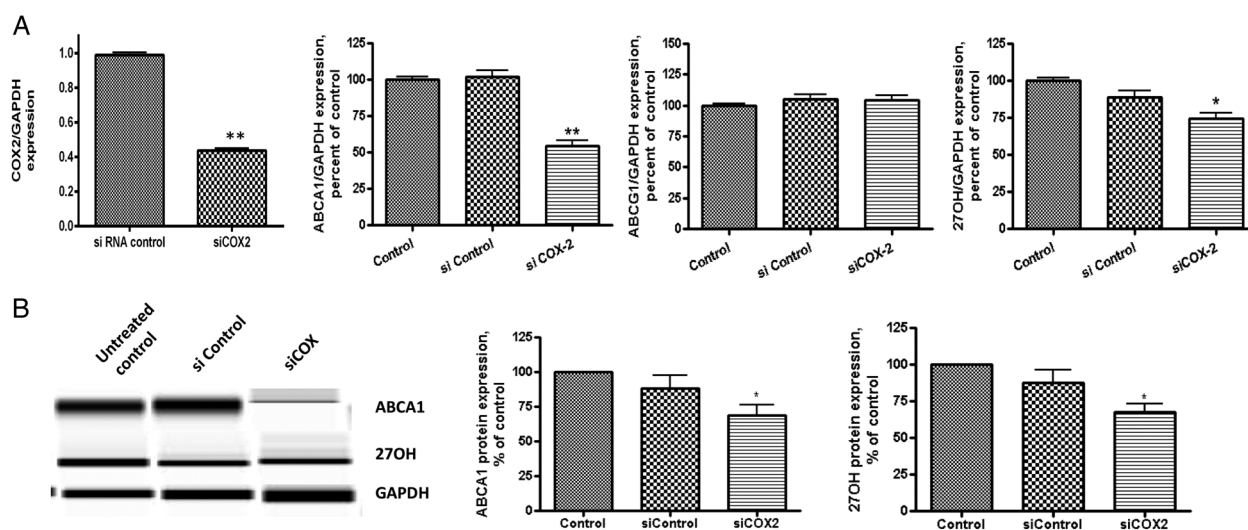 A
COX2/GAPDH
expression
1.0
0.8
0.6
0.4
0.2
0.0
**
si RNA control
siCOX2
ABCA1/GAPDH expression,
percent of control
125
100
75
50
25
0
**
Control
si Control
si COX-2
ABCG1/GAPDH expression,
percent of control
150
125
100
75
50
25
0
Control
si Control
siCOX-2
27OH/GAPDH expression,
percent of control
125
100
75
50
25
0
*
Control
si Control
siCOX-2
B
Untreated
control
si Control
siCOX
ABCA1
27OH
GAPDH
ABCA1 protein expression,
% of control
125
100
75
50
25
0
*
Control
siControl
siCOX2
27OH protein expression,
% of control
125
100
75
50
25
0
*
Control
siControl
siCOX2